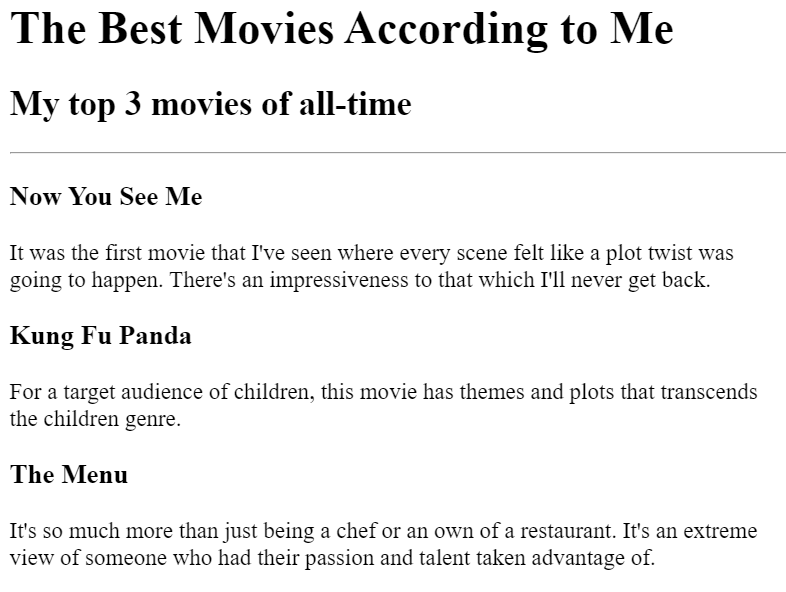 The Best Movies According to Me
My top 3 movies of all-time
Now You See Me
It was the first movie that I've seen where every scene felt like a plot twist was
going to happen. There's an impressiveness to that which I'll never get back.
Kung Fu Panda
For a target audience of children, this movie has themes and plots that transcends
the children genre.
The Menu
It's so much more than just being a chef or an own of a restaurant. It's an extreme
view of someone who had their passion and talent taken advantage of.